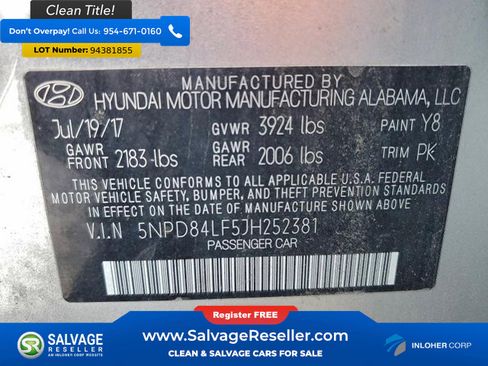 Clean Title!
Don't Overpay! Call Us: 954-671-0160
LOT Number: 94381855
MANUFACTURED BY
HYUNDAI MOTOR MANUFACTURING ALABAMA, LLC
Jul/19/17 GVWR 3924 lbs PAINT Y8
GAWR FRONT 2183 lbs GAWR REAR 2006 lbs TRIM PK
THIS VEHICLE CONFORMS TO ALL APPLICABLE U.S.A. FEDERAL
MOTOR VEHICLE SAFETY, BUMPER, AND THEFT PREVENTION STANDARDS
IN EFFECT ON THE DATE OF MANUFACTURE SHOWN ABOVE.
V.I.N 5NPD84LF5JH252381
PASSENGER CAR
Register FREE
SALVAGE RESELLER
AN INLOHER CORP WEBSITE
www.SalvageReseller.com
CLEAN & SALVAGE CARS FOR SALE
INLOHER CORP